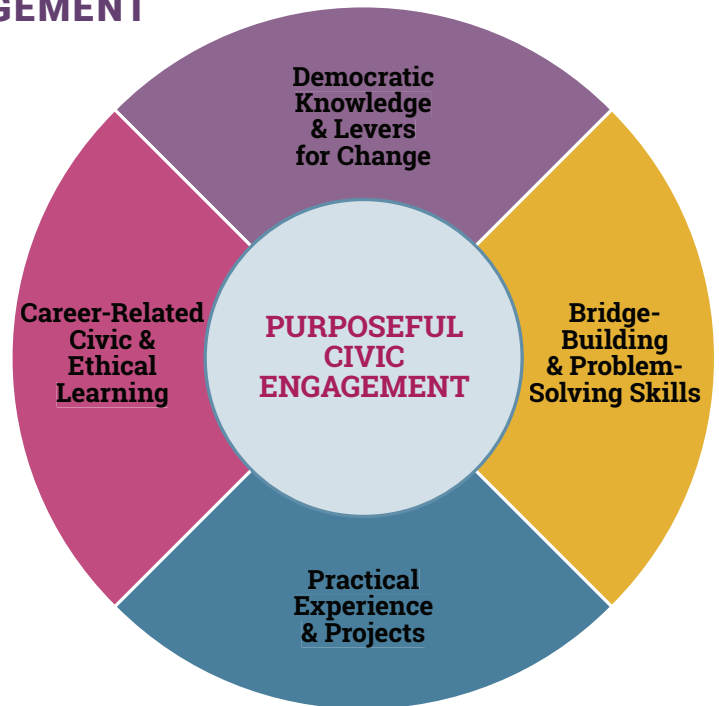 GEMENT
Democratic
Knowledge
& Levers
for Change
Career-Related
Civic &
Ethical
Learning
PURPOSEFUL
CIVIC
ENGAGEMENT
Bridge-
Building
& Problem-
Solving Skills
Practical
Experience
& Projects